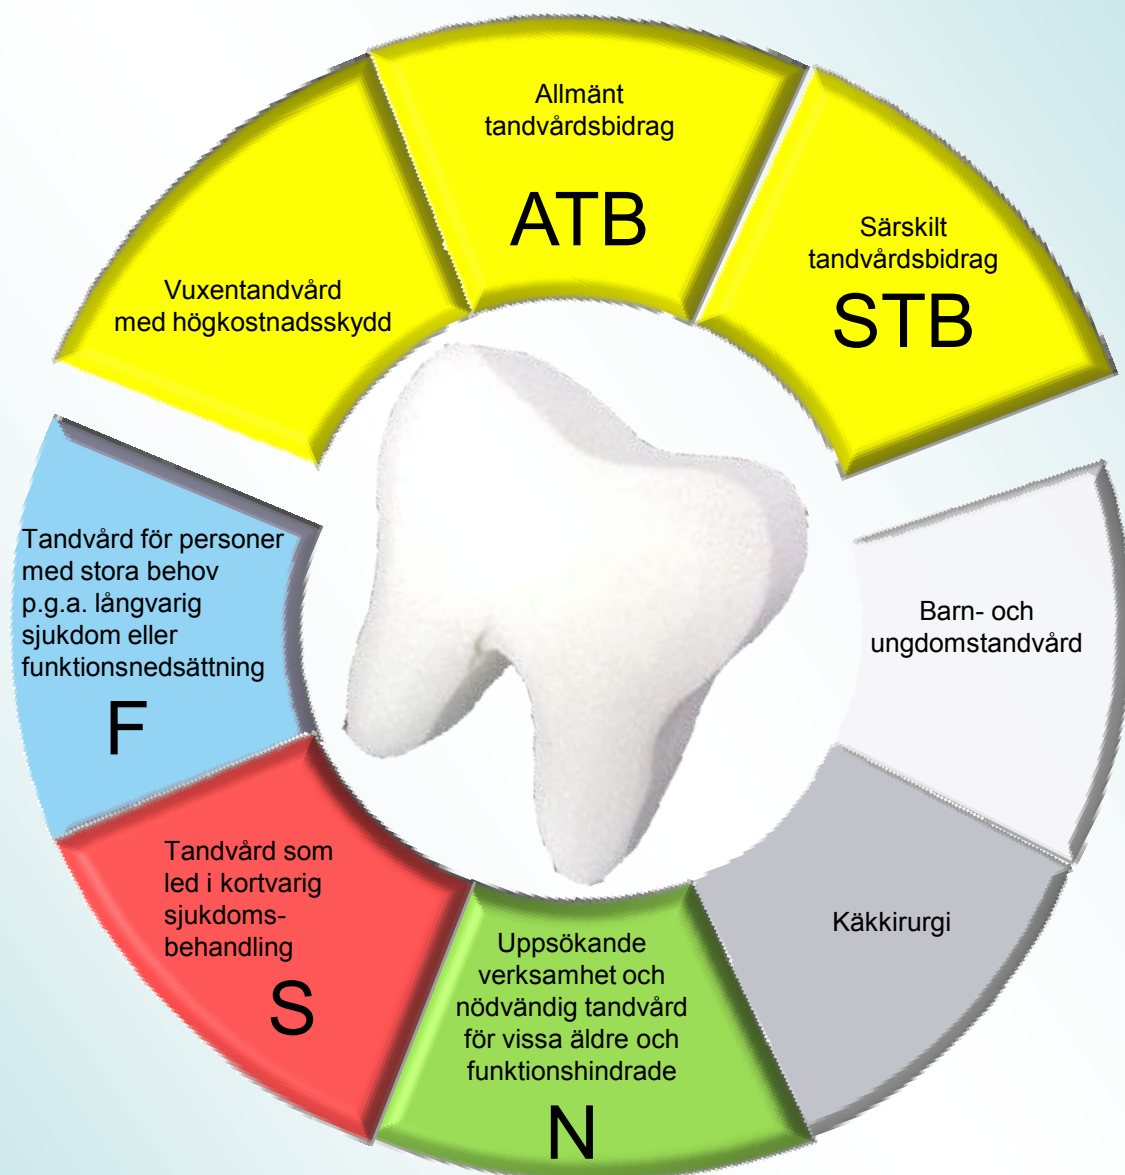 Allmänt
tandvårdsbidrag
ATB
Särskilt
tandvårdsbidrag
STB
Vuxentandvård
med högkostnadsskydd
Tandvård för personer
med stora behov
p.g.a. långvarig
sjukdom eller
funktionsnedsättning
F
Barn- och
ungdomstandvård
Tandvård som
led i kortvarig
sjukdoms-
behandling
S
Käkkirurgi
Uppsökande
verksamhet och
nödvändig tandvård
för vissa äldre och
funktionshindrade
N